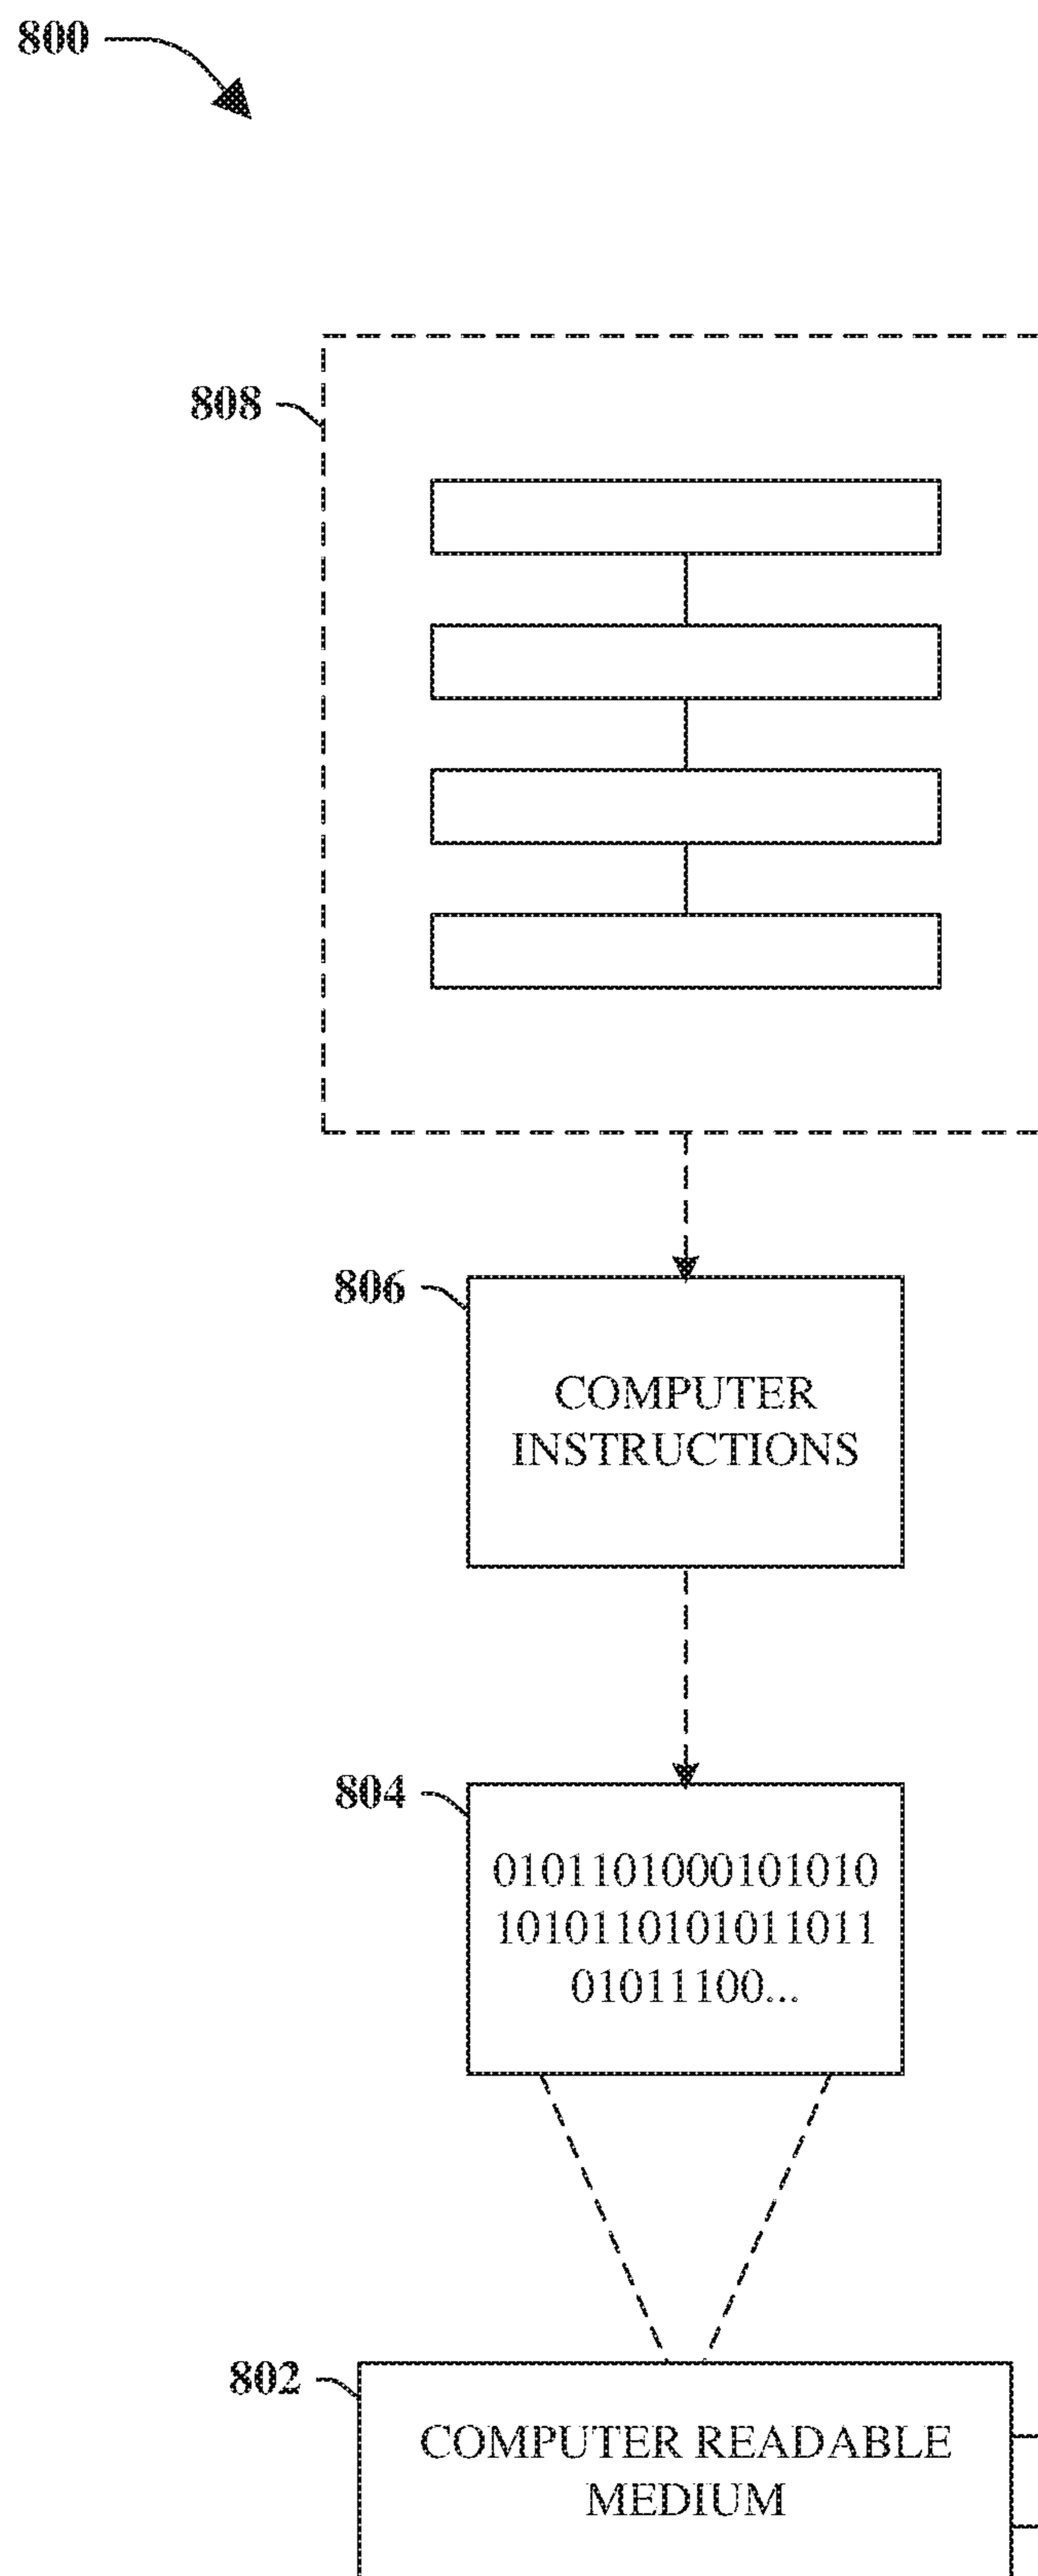 800
808
806
COMPUTER
INSTRUCTIONS
804
0101101000101010
1010110101011011
01011100...
802
COMPUTER READABLE
MEDIUM